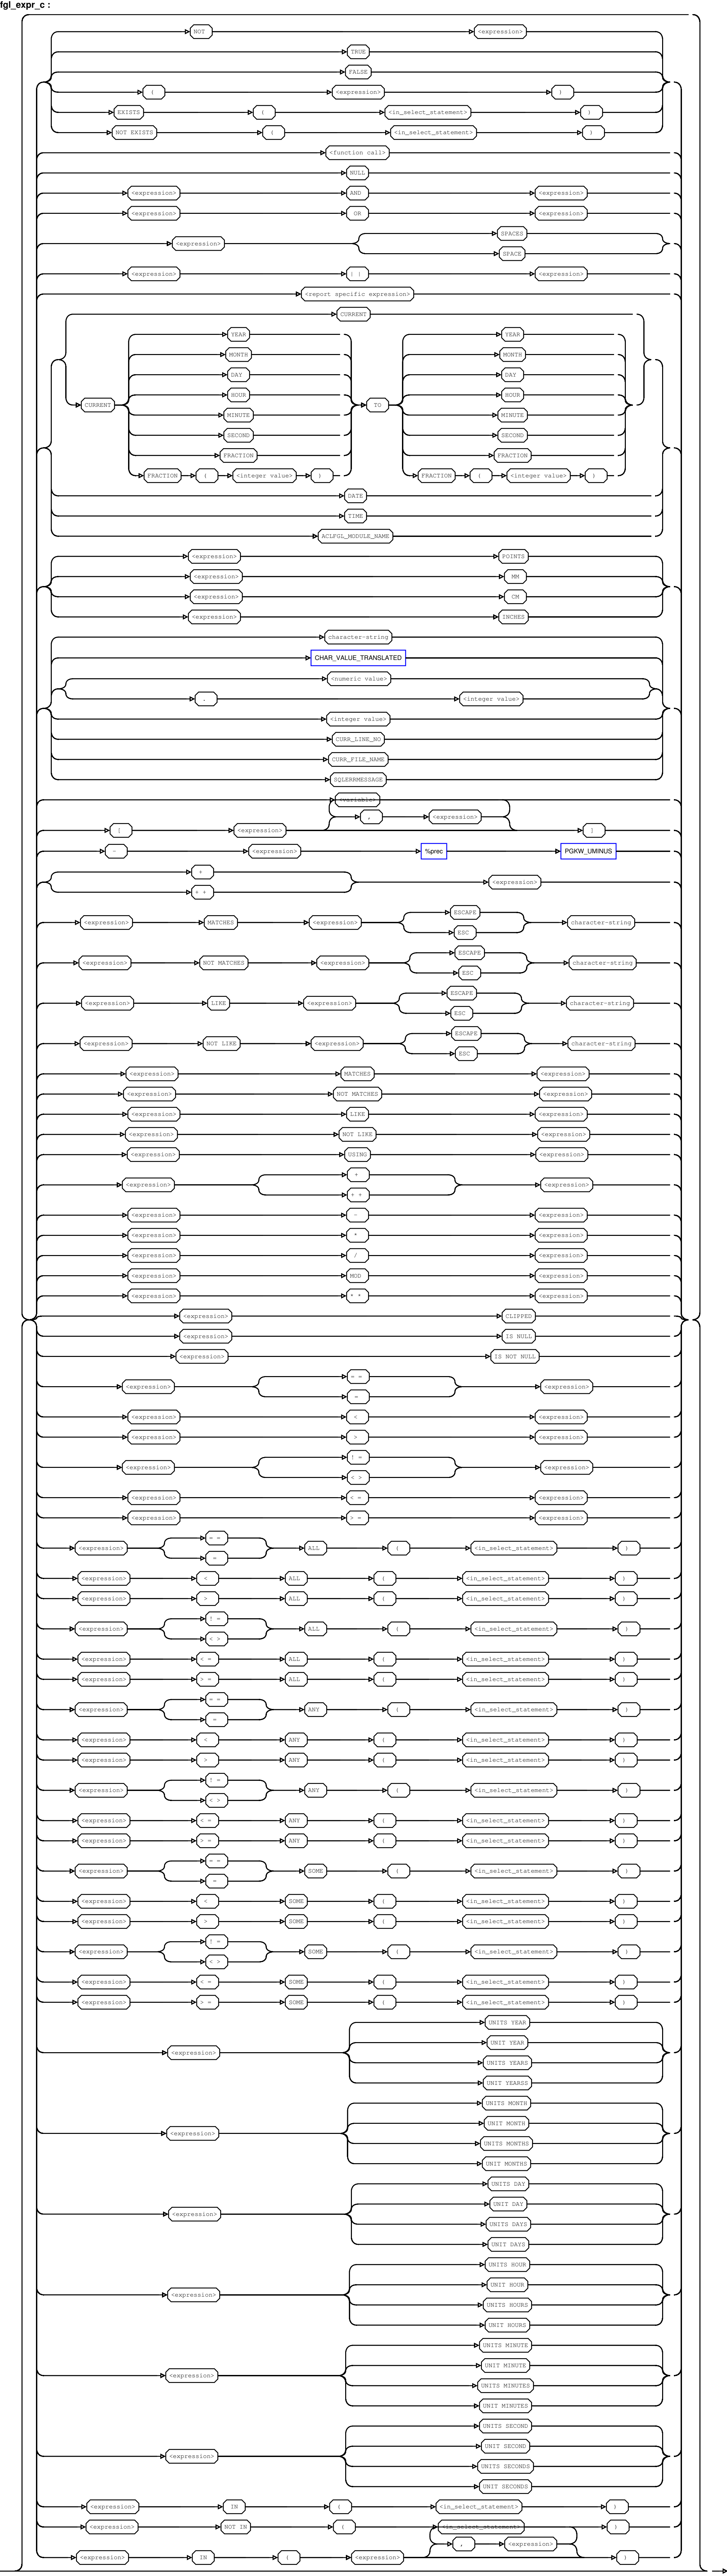 fgl_expr_c :
NOT <expression>
TRUE
FALSE
( <expression> )
EXISTS ( <in_select_statement> )
NOT EXISTS ( <in_select_statement> )
<function call>
NULL
<expression> AND <expression>
<expression> OR <expression>
SPACES
<expression>
SPACE
<expression> | | <expression>
<report specific expression>
CURRENT
YEAR YEAR
MONTH MONTH
DAY DAY
HOUR HOUR
CURRENT TO
MINUTE MINUTE
SECOND SECOND
FRACTION FRACTION
FRACTION ( <integer value> ) FRACTION ( <integer value> )
DATE
TIME
ACLFGL_MODULE_NAME
<expression> POINTS
<expression> MM
<expression> CM
<expression> INCHES
character-string
CHAR_VALUE_TRANSLATED
<numeric value>
. <integer value>
<integer value>
CURR_LINE_NO
CURR_FILE_NAME
SQLERRMESSAGE
<variable>
, <expression>
[ <expression> ]
- <expression> %prec PGKW_UMINUS
+
<expression>
+ +
ESCAPE
<expression> MATCHES <expression> character-string
ESC
ESCAPE
<expression> NOT MATCHES <expression> character-string
ESC
ESCAPE
<expression> LIKE <expression> character-string
ESC
ESCAPE
<expression> NOT LIKE <expression> character-string
ESC
<expression> MATCHES <expression>
<expression> NOT MATCHES <expression>
<expression> LIKE <expression>
<expression> NOT LIKE <expression>
<expression> USING <expression>
+
<expression> <expression>
+ +
<expression> - <expression>
<expression> * <expression>
<expression> / <expression>
<expression> MOD <expression>
<expression> * * <expression>
<expression> CLIPPED
<expression> IS NULL
<expression> IS NOT NULL
= =
<expression> <expression>
=
<expression> < <expression>
<expression> > <expression>
! =
<expression> <expression>
< >
<expression> < = <expression>
<expression> > = <expression>
= =
<expression> ALL ( <in_select_statement> )
=
<expression> < ALL ( <in_select_statement> )
<expression> > ALL ( <in_select_statement> )
! =
<expression> ALL ( <in_select_statement> )
< >
<expression> < = ALL ( <in_select_statement> )
<expression> > = ALL ( <in_select_statement> )
= =
<expression> ANY ( <in_select_statement> )
=
<expression> < ANY ( <in_select_statement> )
<expression> > ANY ( <in_select_statement> )
! =
<expression> ANY ( <in_select_statement> )
< >
<expression> < = ANY ( <in_select_statement> )
<expression> > = ANY ( <in_select_statement> )
= =
<expression> SOME ( <in_select_statement> )
=
<expression> < SOME ( <in_select_statement> )
<expression> > SOME ( <in_select_statement> )
! =
<expression> SOME ( <in_select_statement> )
< >
<expression> < = SOME ( <in_select_statement> )
<expression> > = SOME ( <in_select_statement> )
UNITS YEAR
UNIT YEAR
<expression>
UNITS YEARS
UNIT YEARSS
UNITS MONTH
UNIT MONTH
<expression>
UNITS MONTHS
UNIT MONTHS
UNITS DAY
UNIT DAY
<expression>
UNITS DAYS
UNIT DAYS
UNITS HOUR
UNIT HOUR
<expression>
UNITS HOURS
UNIT HOURS
UNITS MINUTE
UNIT MINUTE
<expression>
UNITS MINUTES
UNIT MINUTES
UNITS SECOND
UNIT SECOND
<expression>
UNITS SECONDS
UNIT SECONDS
<expression> IN ( <in_select_statement> )
<expression> NOT IN ( <in_select_statement> )
, <expression>
<expression> IN ( <expression> )